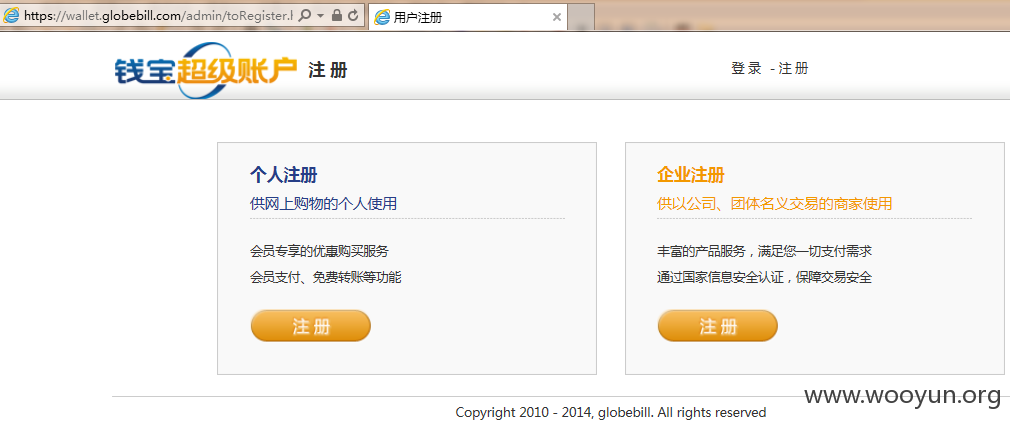 https://wallet.globebill.com/admin/toRegister.h
用户注册
钱宝超级账户 注册
登录 - 注册
个人注册
供网上购物的个人使用
会员专享的优惠购买服务
会员支付、免费转账等功能
注 册
企业注册
供以公司、团体名义交易的商家使用
丰富的产品服务，满足您一切支付需求
通过国家信息安全认证，保障交易安全
注 册
www.wooyun.org
Copyright 2010 - 2014, globebill. All rights reserved